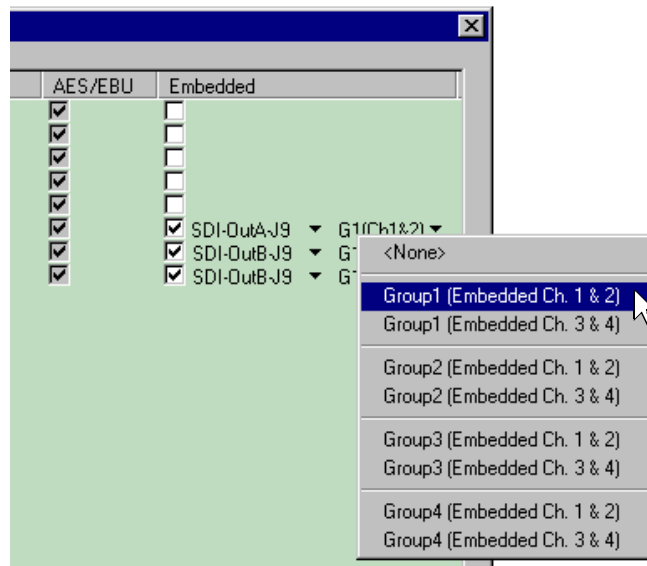 AES/EBU Embedded
SDI-OutA-J9 G1(Ch1&2)
SDI-OutB-J9 G
SDI-OutB-J9 G
<None>
Group1 (Embedded Ch. 1 & 2)
Group1 (Embedded Ch. 3 & 4)
Group2 (Embedded Ch. 1 & 2)
Group2 (Embedded Ch. 3 & 4)
Group3 (Embedded Ch. 1 & 2)
Group3 (Embedded Ch. 3 & 4)
Group4 (Embedded Ch. 1 & 2)
Group4 (Embedded Ch. 3 & 4)